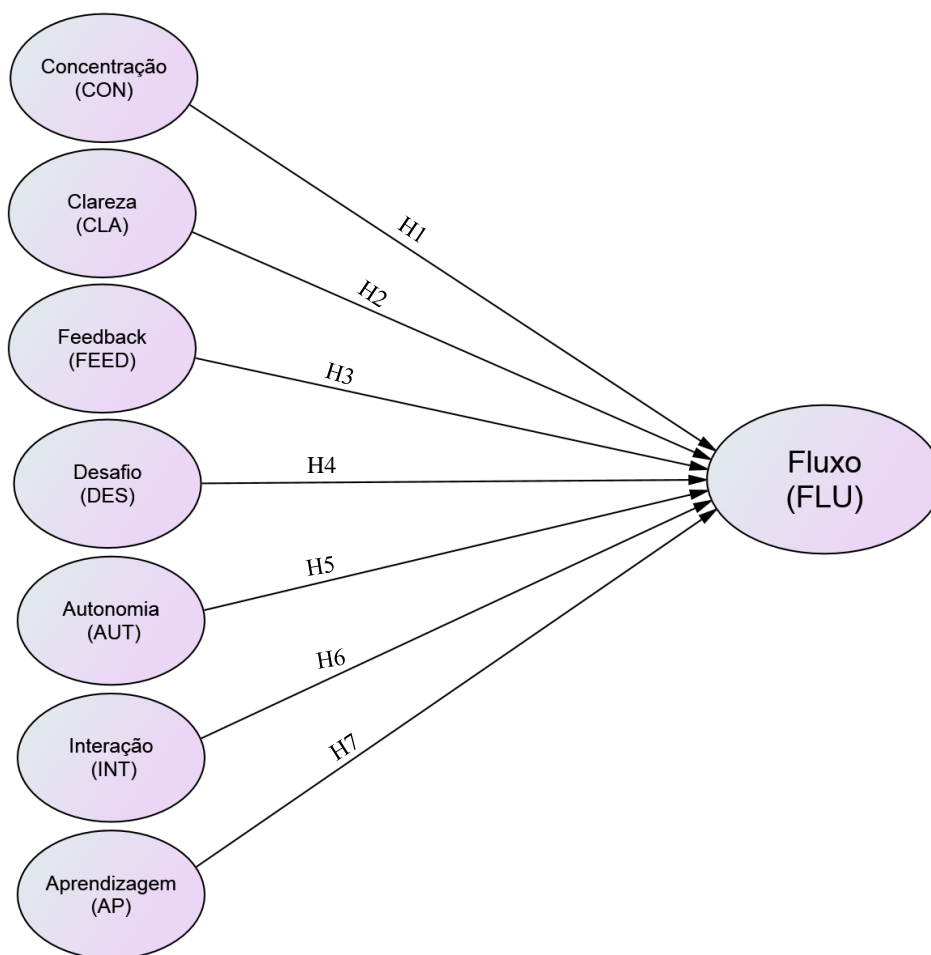 Concentração
(CON)
H1
Clareza
(CLA)
H2
Feedback
(FEED)
H3
Desafio
(DES)
H4
Autonomia
(AUT)
H5
Interação
(INT)
H6
Aprendizagem
(AP)
H7
Fluxo
(FLU)